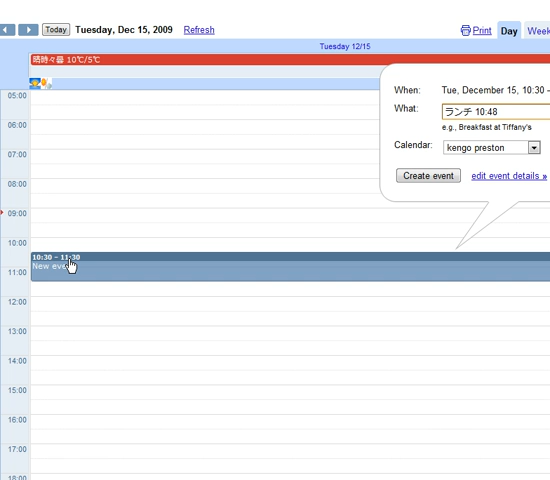 Today Tuesday, Dec 15, 2009 Refresh Print Day Week
Tuesday 12/15
晴時々曇 10℃/5℃
When: Tue, December 15, 10:30 –
What: ランチ 10:48
e.g., Breakfast at Tiffany's
Calendar: kengo preston
Create event edit event details »
05:00
06:00
07:00
08:00
09:00
10:00
10:30 – 11:30
New eve
11:00
12:00
13:00
14:00
15:00
16:00
17:00
18:00